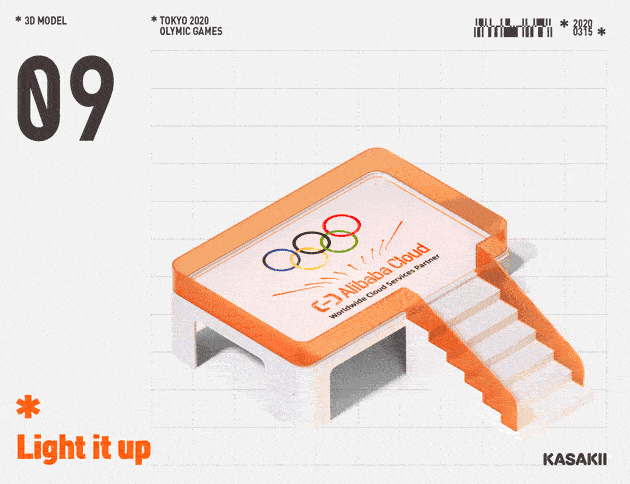 * 3D MODEL
* TOKYO 2020
OLYMIC GAMES
* 2020
0315 *
09
Alibaba Cloud
Worldwide Cloud Services Partner
*
Light it up
KASAKII